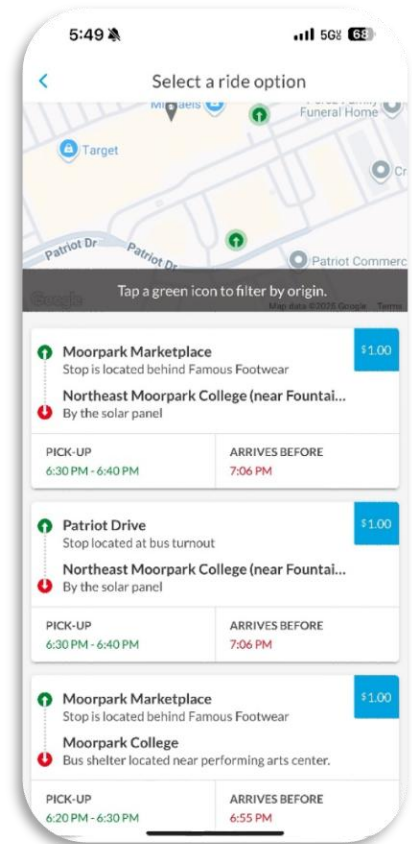 5:49
5G 68
Select a ride option
Michaels
Funeral Home
Target
Cr
Patriot Dr
Patriot Dr
Patriot Commerc
Tap a green icon to filter by origin.
Google
Map data ©2025 Google Terms
Moorpark Marketplace
$1.00
Stop is located behind Famous Footwear
Northeast Moorpark College (near Fountai...
By the solar panel
PICK-UP
ARRIVES BEFORE
6:30 PM - 6:40 PM
7:06 PM
Patriot Drive
$1.00
Stop located at bus turnout
Northeast Moorpark College (near Fountai...
By the solar panel
PICK-UP
ARRIVES BEFORE
6:30 PM - 6:40 PM
7:06 PM
Moorpark Marketplace
$1.00
Stop is located behind Famous Footwear
Moorpark College
Bus shelter located near performing arts center.
PICK-UP
ARRIVES BEFORE
6:20 PM - 6:30 PM
6:55 PM